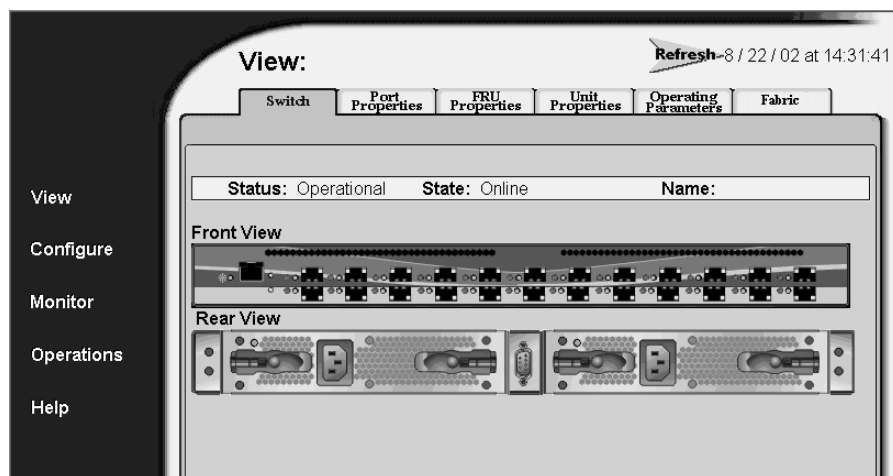 View:
Refresh-8 / 22 / 02 at 14:31:41
Switch
Port Properties
FRU Properties
Unit Properties
Operating Parameters
Fabric
Status: Operational State: Online Name:
View
Configure
Monitor
Operations
Help
Front View
Rear View